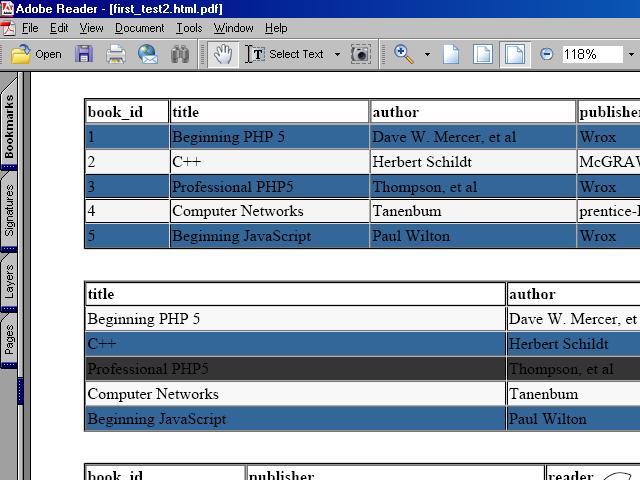 Adobe Reader - [first_test2.html.pdf]
File Edit View Document Tools Window Help
Open Select Text 118%
Bookmarks
Signatures
Layers
Pages
book_id title author publisher
1 Beginning PHP 5 Dave W. Mercer, et al Wrox
2 C++ Herbert Schildt McGRAW
3 Professional PHP5 Thompson, et al Wrox
4 Computer Networks Tanenbum prentice-
5 Beginning JavaScript Paul Wilton Wrox
title author
Beginning PHP 5 Dave W. Mercer, et
C++ Herbert Schildt
Professional PHP5 Thompson, et al
Computer Networks Tanenbum
Beginning JavaScript Paul Wilton
book_id publisher reader